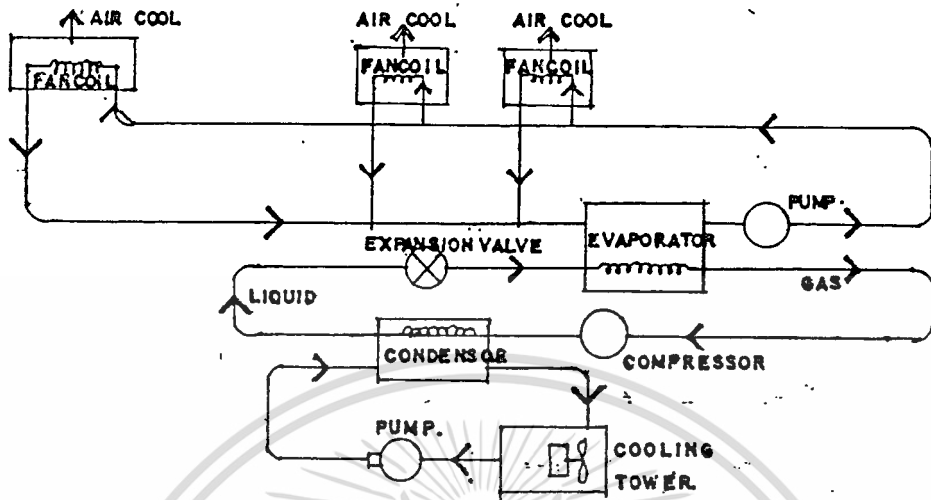 AIR COOL
AIR COOL
AIR COOL
FANCOIL
FANCOIL
FANCOIL
PUMP.
EXPANSION VALVE
EVAPORATOR
LIQUID
GAS
CONDENSOR
COMPRESSOR
PUMP.
COOLING
TOWER